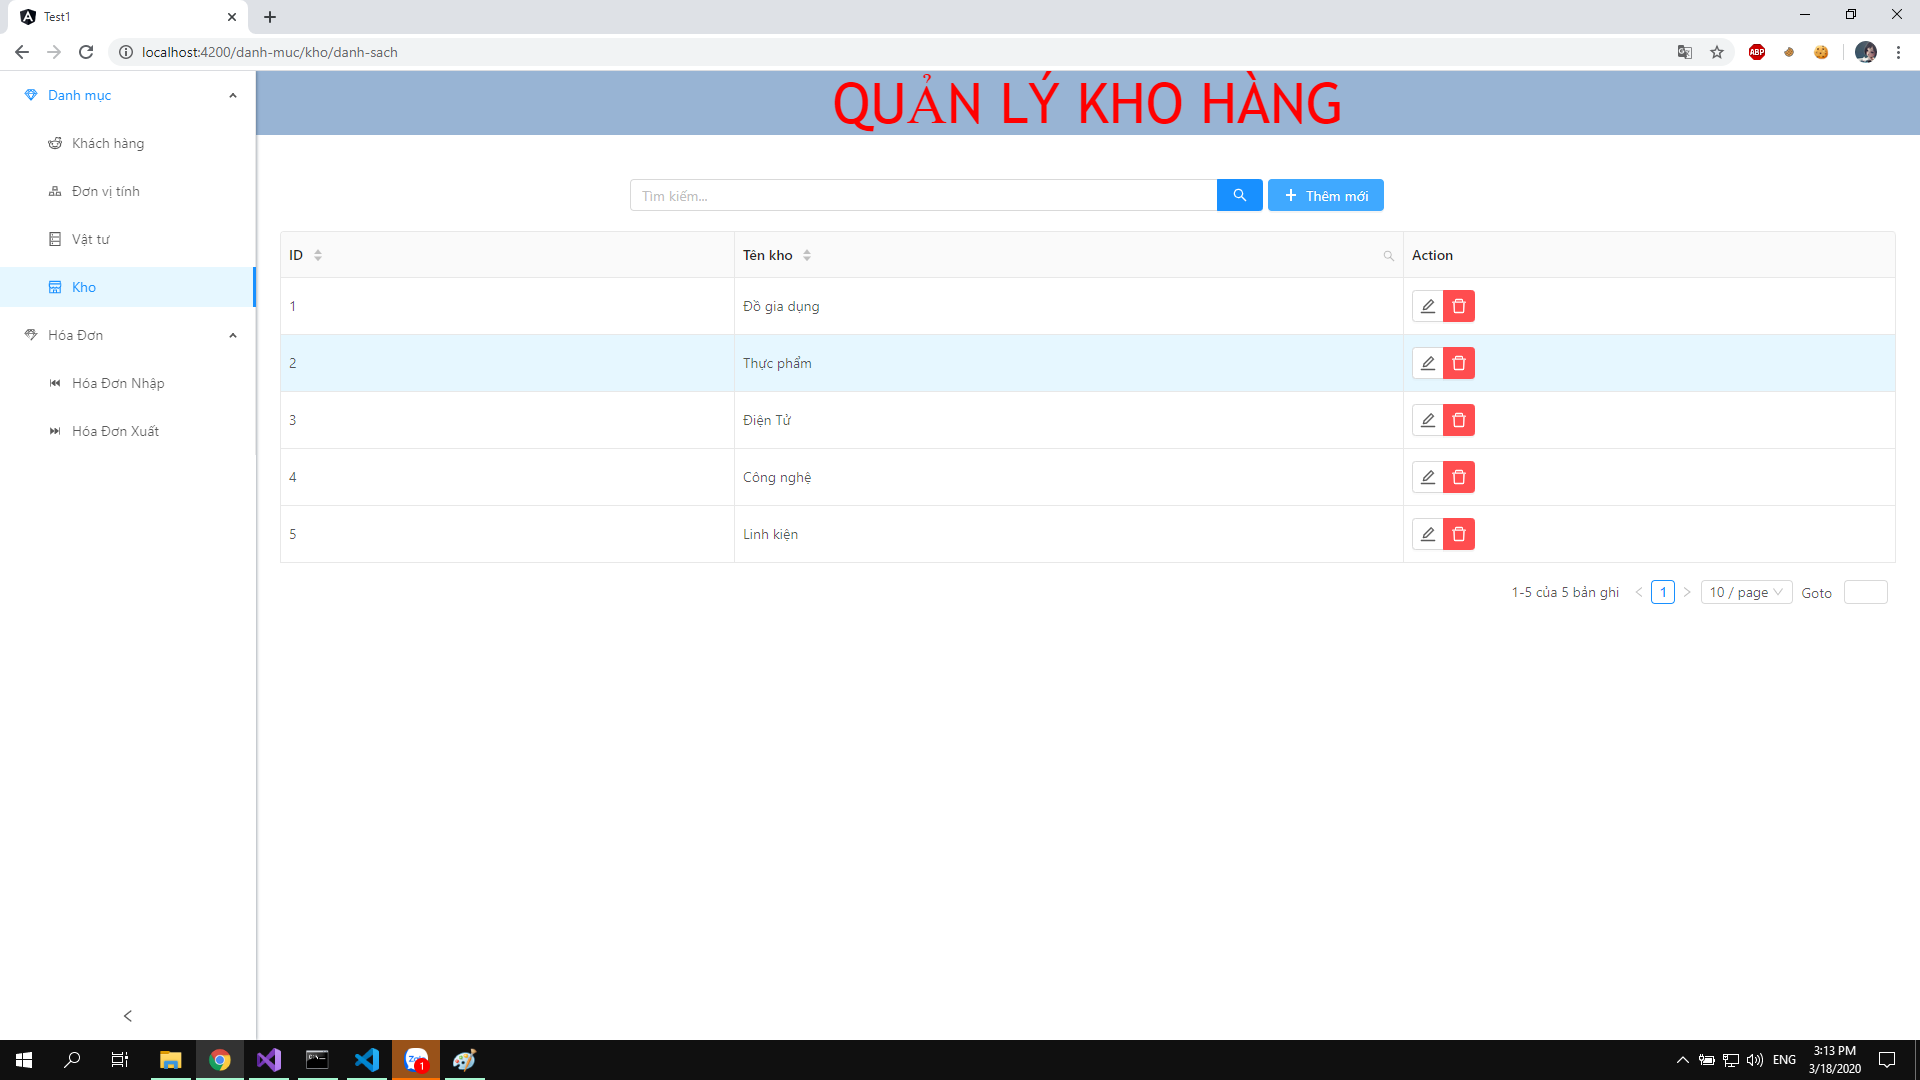 Test1
localhost:4200/danh-muc/kho/danh-sach
ABP
Danh mục
Khách hàng
Đơn vị tính
Vật tư
Kho
Hóa Đơn
Hóa Đơn Nhập
Hóa Đơn Xuất
QUẢN LÝ KHO HÀNG
Tìm kiếm...
Thêm mới
ID Tên kho Action
1 Đồ gia dụng
2 Thực phẩm
3 Điện Tử
4 Công nghệ
5 Linh kiện
1-5 của 5 bản ghi 1 10 / page Goto
1
ENG
3:13 PM
3/18/2020